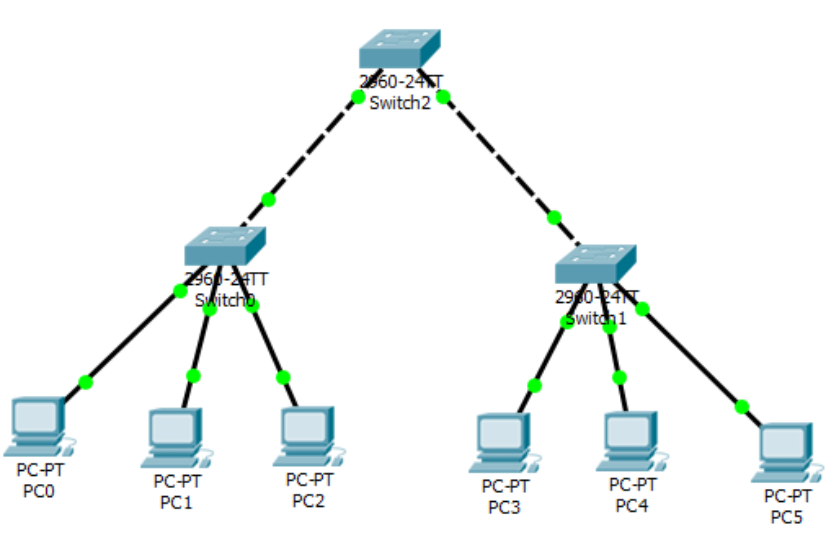 2960-24TT
Switch2
2960-24TT
Switch0
2960-24TT
Switch1
PC-PT
PC0
PC-PT
PC1
PC-PT
PC2
PC-PT
PC3
PC-PT
PC4
PC-PT
PC5